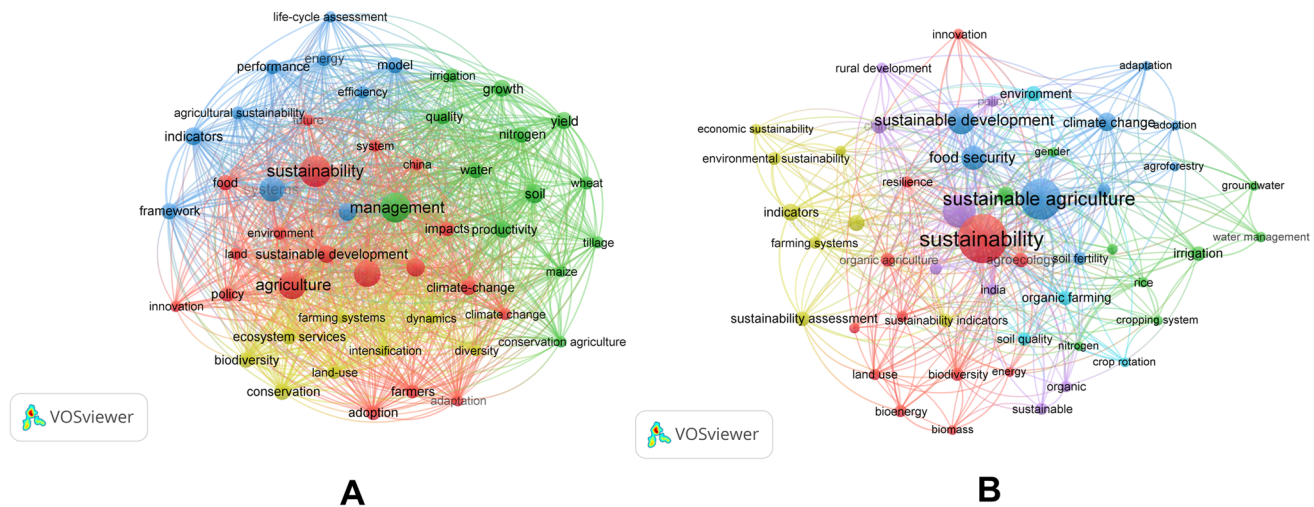 life-cycle assessment
energy
performance
model
irrigation
growth
efficiency
agricultural sustainability
future
quality
nitrogen
yield
indicators
system
china
sustainability
water
food
systems
soil
wheat
framework
management
environment
impacts
productivity
tillage
land
sustainable development
maize
agriculture
climate-change
policy
innovation
farming systems
dynamics
climate change
ecosystem services
conservation agriculture
intensification
diversity
biodiversity
land-use
conservation
farmers
adaptation
adoption
VOSviewer
A
innovation
rural development
adaptation
policy
environment
economic sustainability
china
sustainable development
climate change
adoption
environmental sustainability
food security
gender
agroforestry
resilience
groundwater
indicators
sustainable agriculture
water management
farming systems
sustainability
irrigation
organic agriculture
agroecology
soil fertility
india
rice
organic farming
sustainability assessment
sustainability indicators
cropping system
soil quality
nitrogen
crop rotation
land use
biodiversity
energy
organic
bioenergy
sustainable
biomass
VOSviewer
B